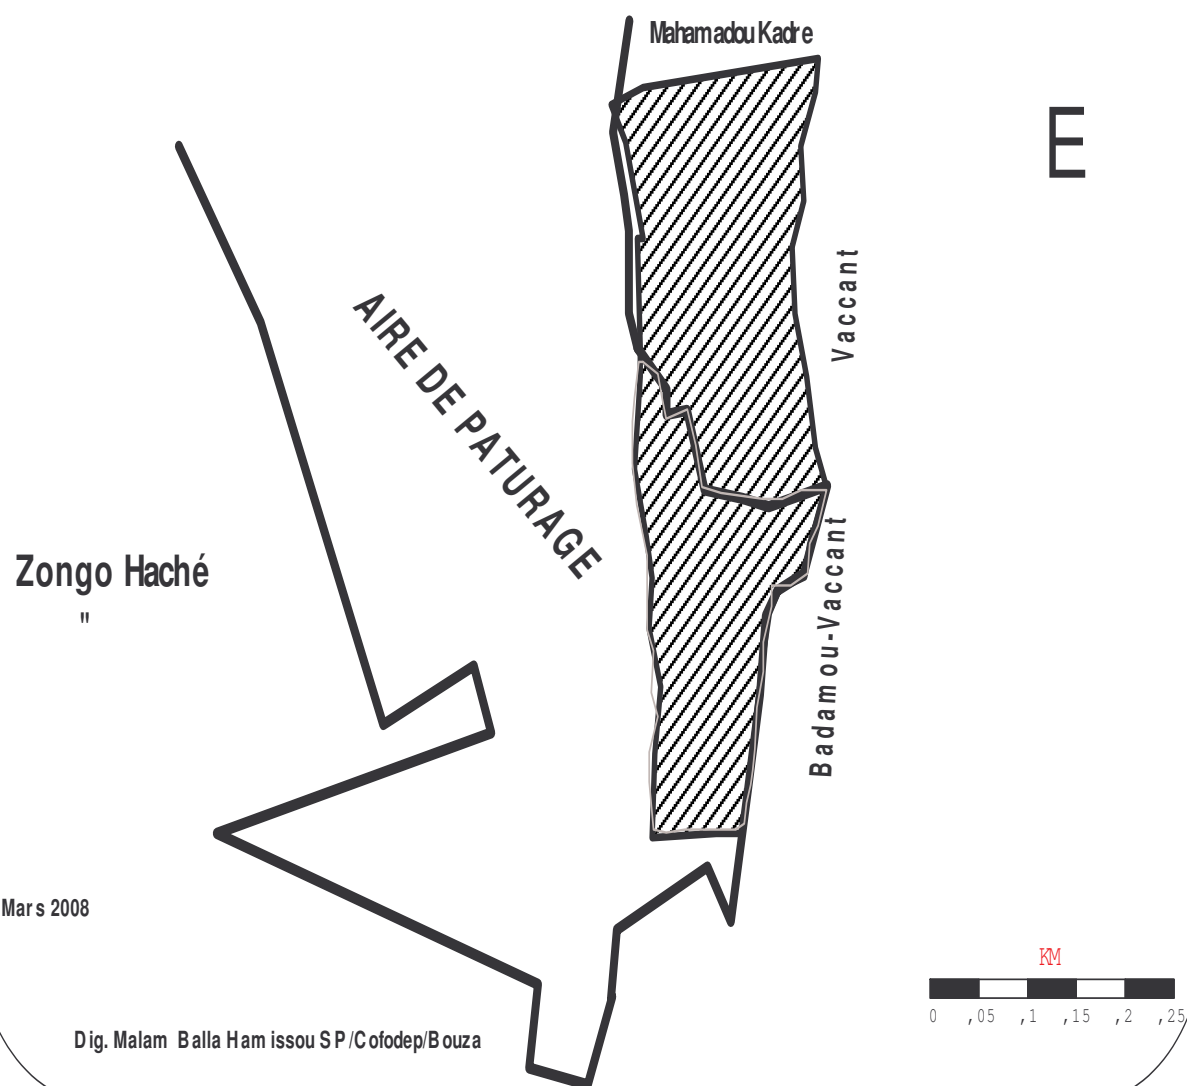 Mahamadou Kadre
E
Vaccant
AIRE DE PATURAGE
Zongo Haché
"
Badamou-Vaccant
Mars 2008
KM
0 ,05 ,1 ,15 ,2 ,25
Dig. Malam Balla Hamissou SP/Cofodep/Bouza